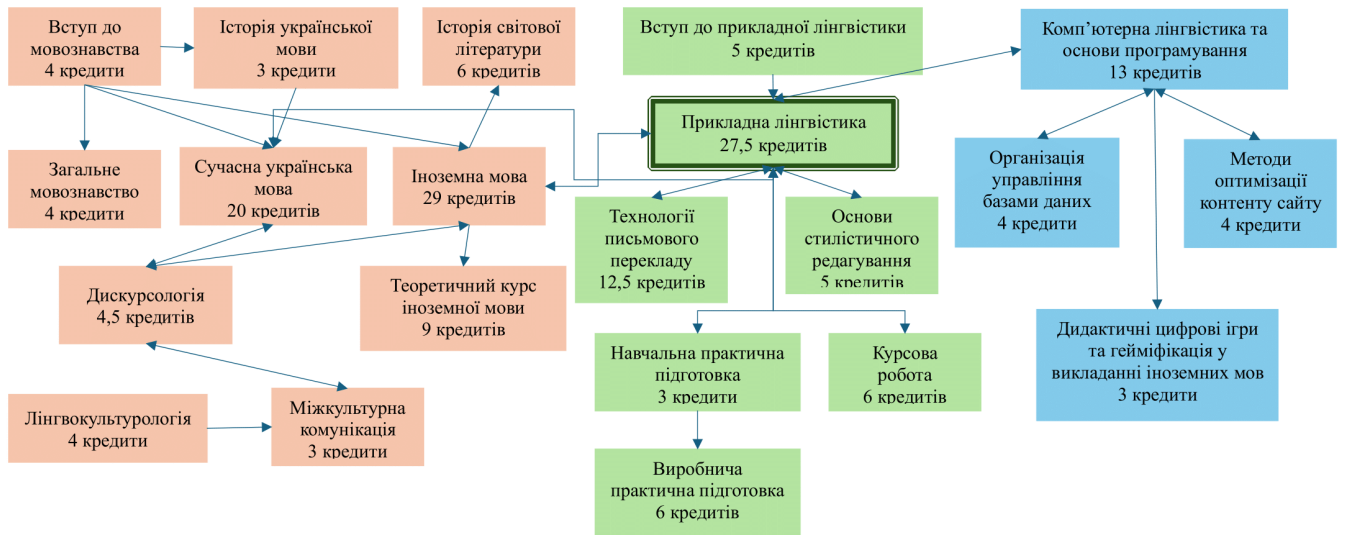 Вступ до
мовознавства
4 кредити
Історія української
мови
3 кредити
Історія світової
літератури
6 кредитів
Вступ до прикладної лінгвістики
5 кредитів
Комп’ютерна лінгвістика та
основи програмування
13 кредитів
Прикладна лінгвістика
27,5 кредитів
Загальне
мовознавство
4 кредити
Сучасна українська
мова
20 кредитів
Іноземна мова
29 кредитів
Організація
управління
базами даних
4 кредити
Методи
оптимізації
контенту сайту
4 кредити
Технології
письмового
перекладу
12,5 кредитів
Основи
стилістичного
редагування
5 кредитів
Дискурсологія
4,5 кредитів
Теоретичний курс
іноземної мови
9 кредитів
Навчальна практична
підготовка
3 кредити
Курсова
робота
6 кредитів
Дидактичні цифрові ігри
та гейміфікація у
викладанні іноземних мов
3 кредити
Лінгвокультурологія
4 кредити
Міжкультурна
комунікація
3 кредити
Виробнича
практична підготовка
6 кредитів